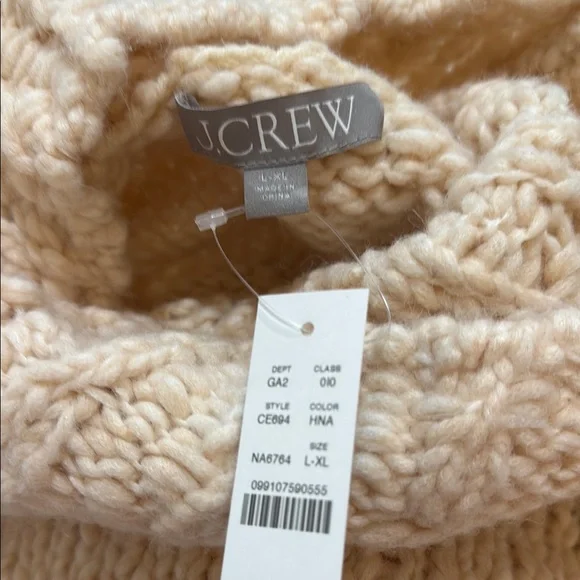 J.CREW
L-XL
MADE IN
CHINA
DEPT CLASS
GA2 010
STYLE COLOR
CE694 HNA
SIZE
NA6764 L-XL
099107590555